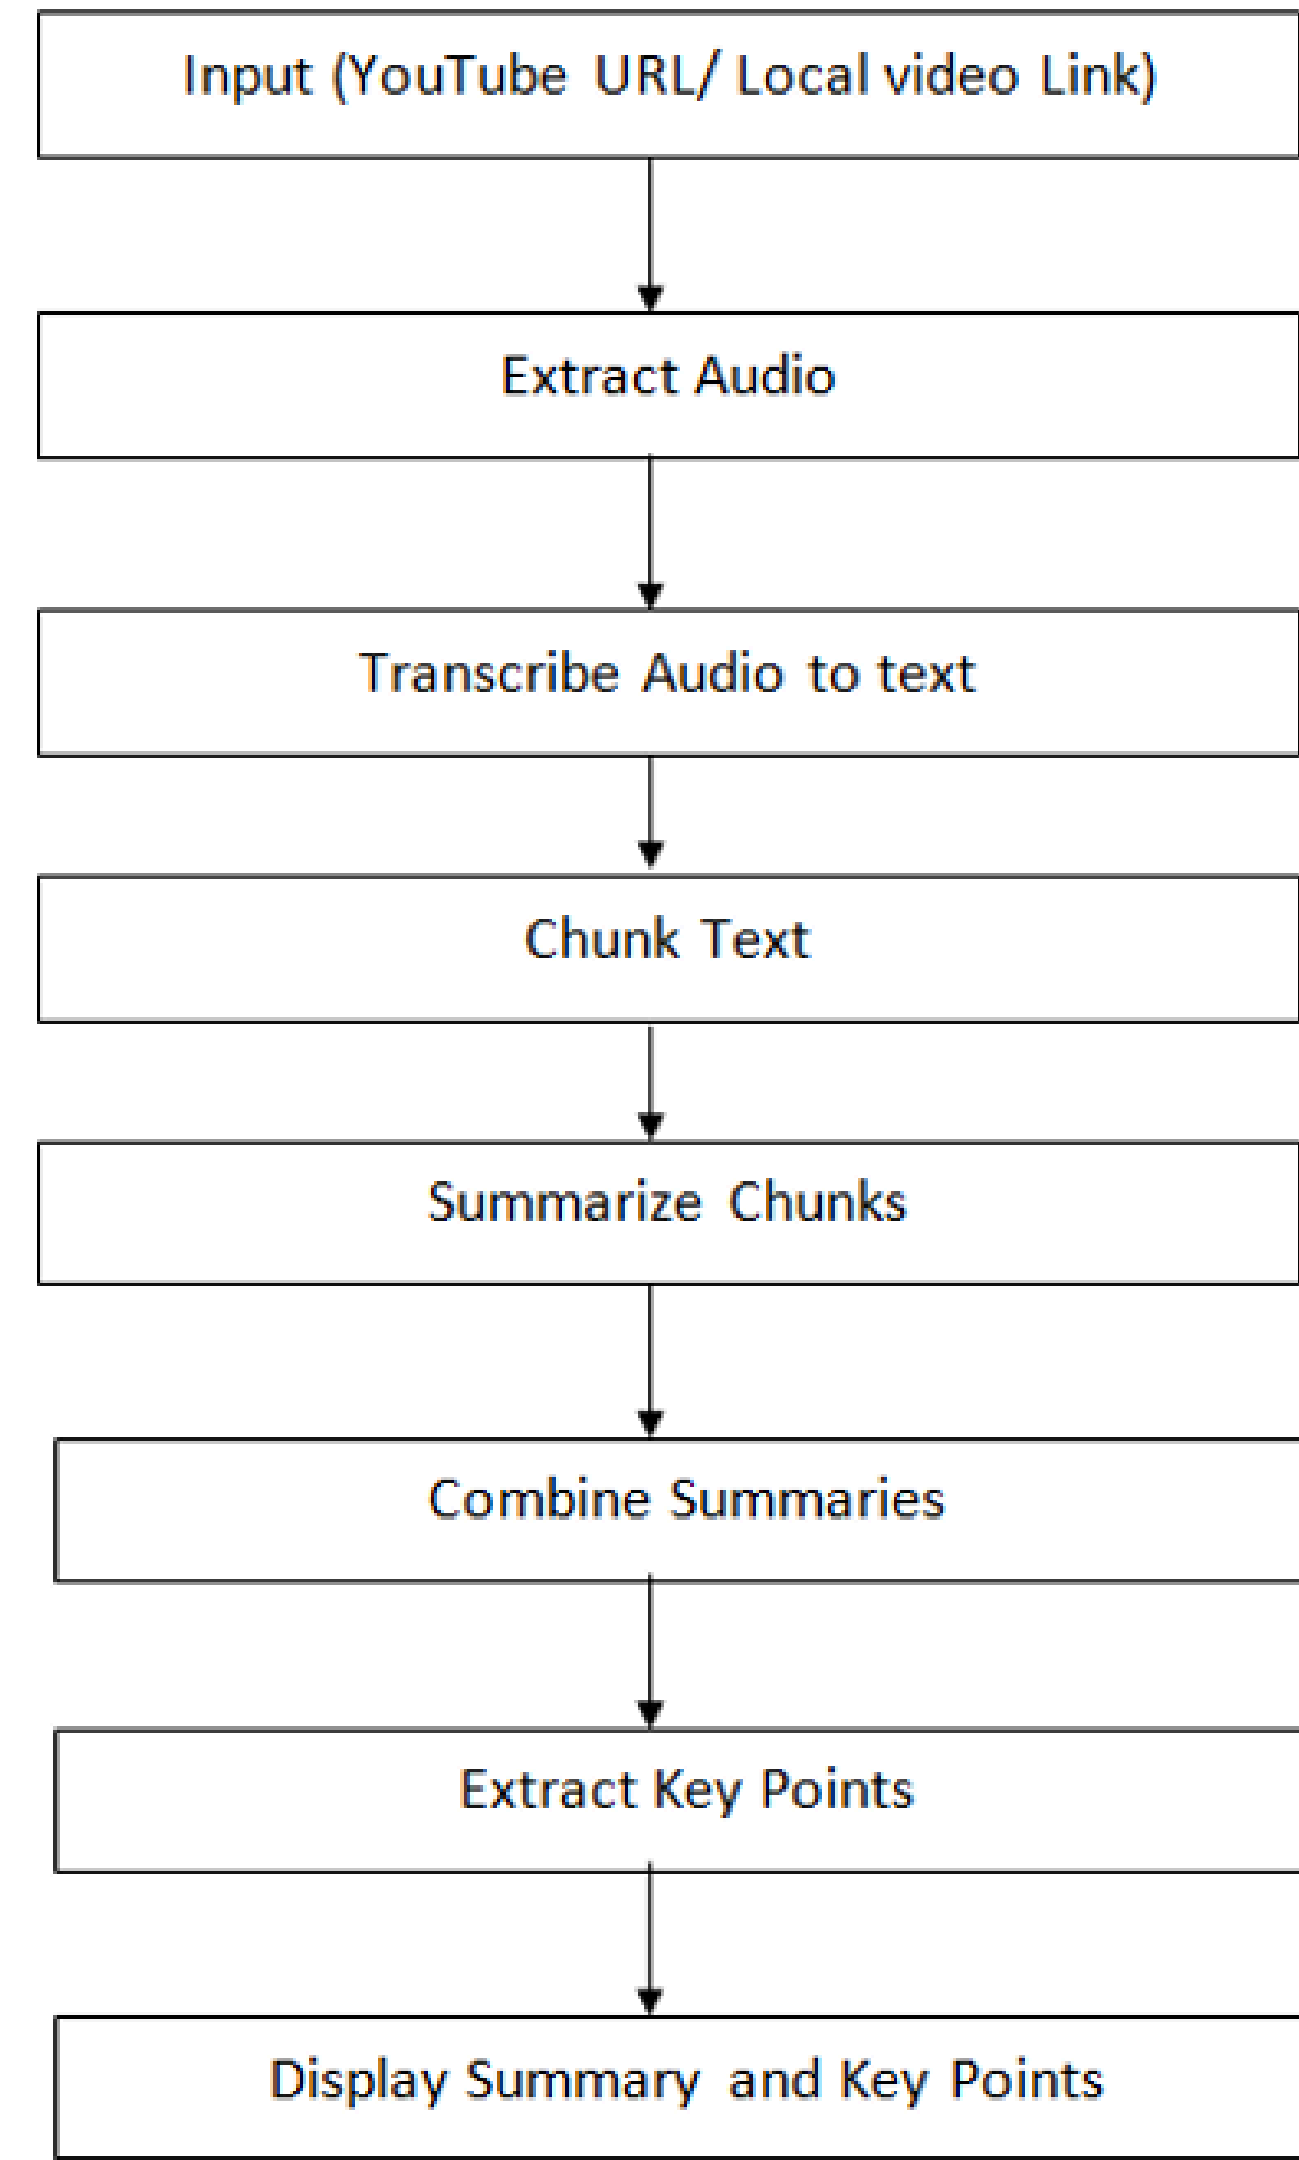 Input (YouTube URL/ Local video Link)
Extract Audio
Transcribe Audio to text
Chunk Text
Summarize Chunks
Combine Summaries
Extract Key Points
Display Summary and Key Points